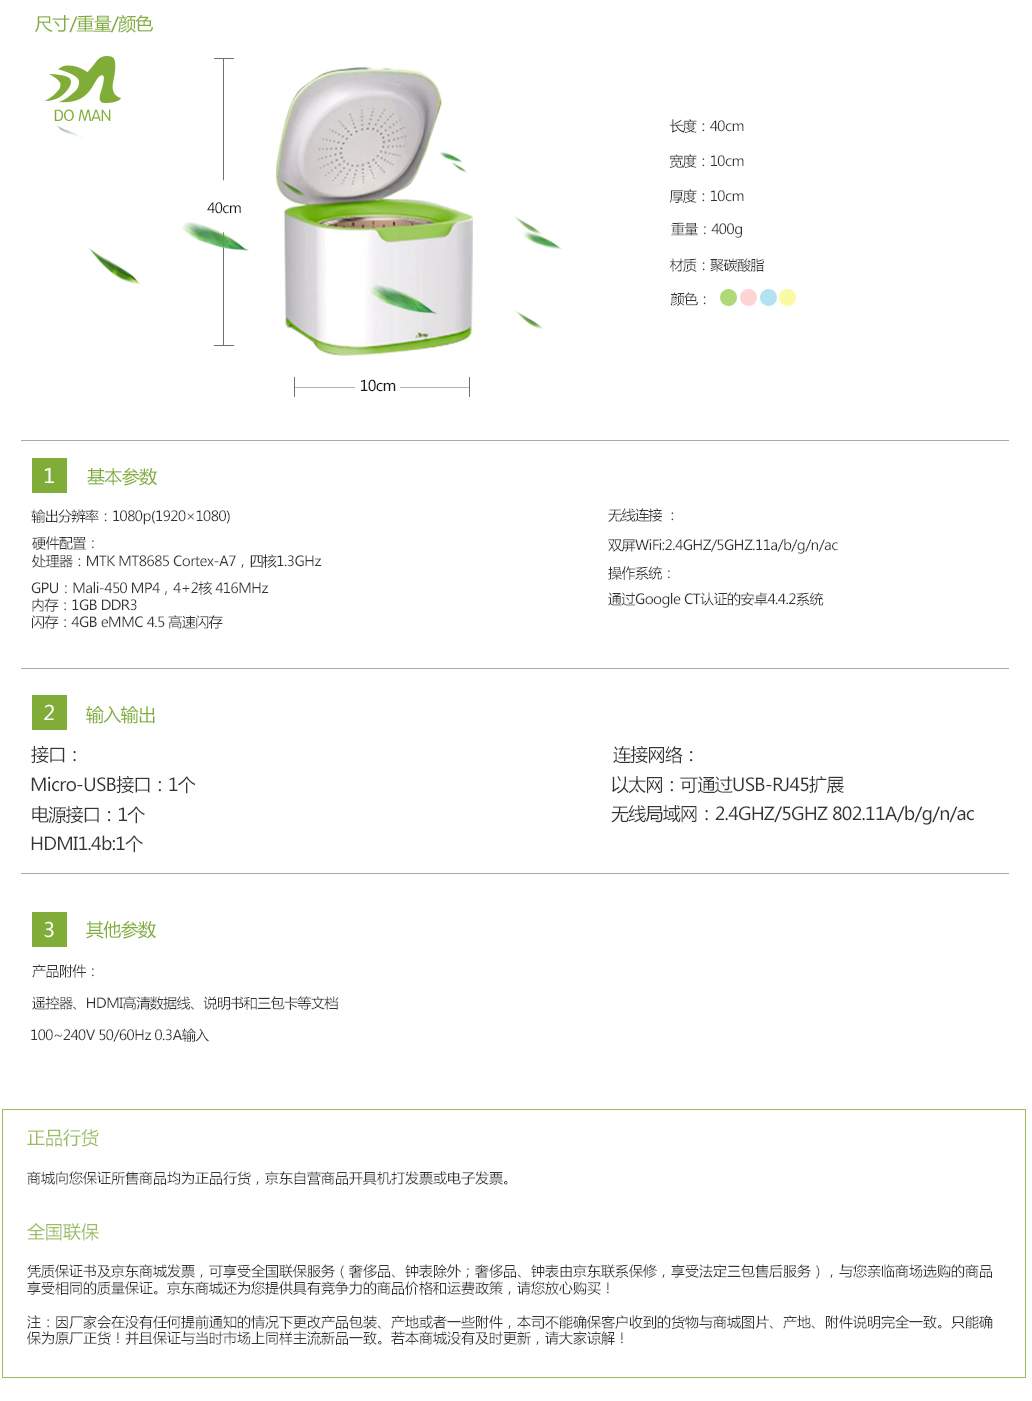 尺寸/重量/颜色
DO MAN
40cm
10cm
长度：40cm
宽度：10cm
厚度：10cm
重量：400g
材质：聚碳酸脂
颜色：
1 基本参数
输出分辨率：1080p(1920×1080)
硬件配置：
处理器：MTK MT8685 Cortex-A7，四核1.3GHz
GPU：Mali-450 MP4，4+2核 416MHz
内存：1GB DDR3
闪存：4GB eMMC 4.5 高速闪存
无线连接 ：
双屏WiFi:2.4GHZ/5GHZ.11a/b/g/n/ac
操作系统：
通过Google CT认证的安卓4.4.2系统
2 输入输出
接口：
Micro-USB接口：1个
电源接口：1个
HDMI1.4b:1个
连接网络：
以太网：可通过USB-RJ45扩展
无线局域网：2.4GHZ/5GHZ 802.11A/b/g/n/ac
3 其他参数
产品附件：
遥控器、HDMI高清数据线、说明书和三包卡等文档
100~240V 50/60Hz 0.3A输入
正品行货
商城向您保证所售商品均为正品行货，京东自营商品开具机打发票或电子发票。
全国联保
凭质保证书及京东商城发票，可享受全国联保服务（奢侈品、钟表除外；奢侈品、钟表由京东联系保修，享受法定三包售后服务），与您亲临商场选购的商品
享受相同的质量保证。京东商城还为您提供具有竞争力的商品价格和运费政策，请您放心购买！
注：因厂家会在没有任何提前通知的情况下更改产品包装、产地或者一些附件，本司不能确保客户收到的货物与商城图片、产地、附件说明完全一致。只能确
保为原厂正货！并且保证与当时市场上同样主流新品一致。若本商城没有及时更新，请大家谅解！